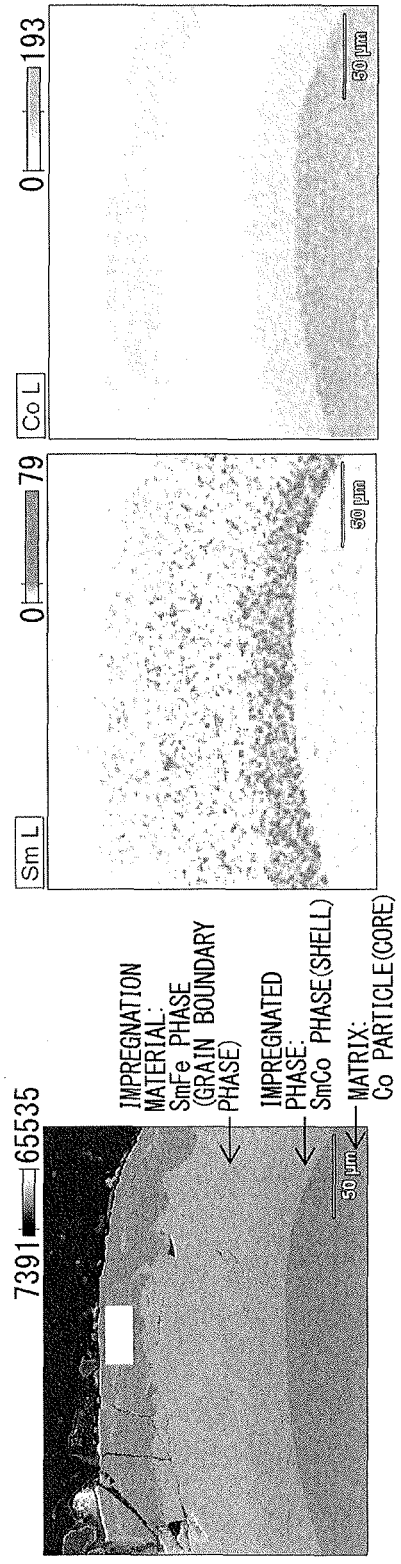 7391 65535
IMPREGNATION
MATERIAL:
SmFe PHASE
(GRAIN BOUNDARY
PHASE)
IMPREGNATED
PHASE:
SmCo PHASE(SHELL)
MATRIX:
Co PARTICLE(CORE)
50 μm
Sm L
0 79
50 μm
Co L
0 193
50 μm